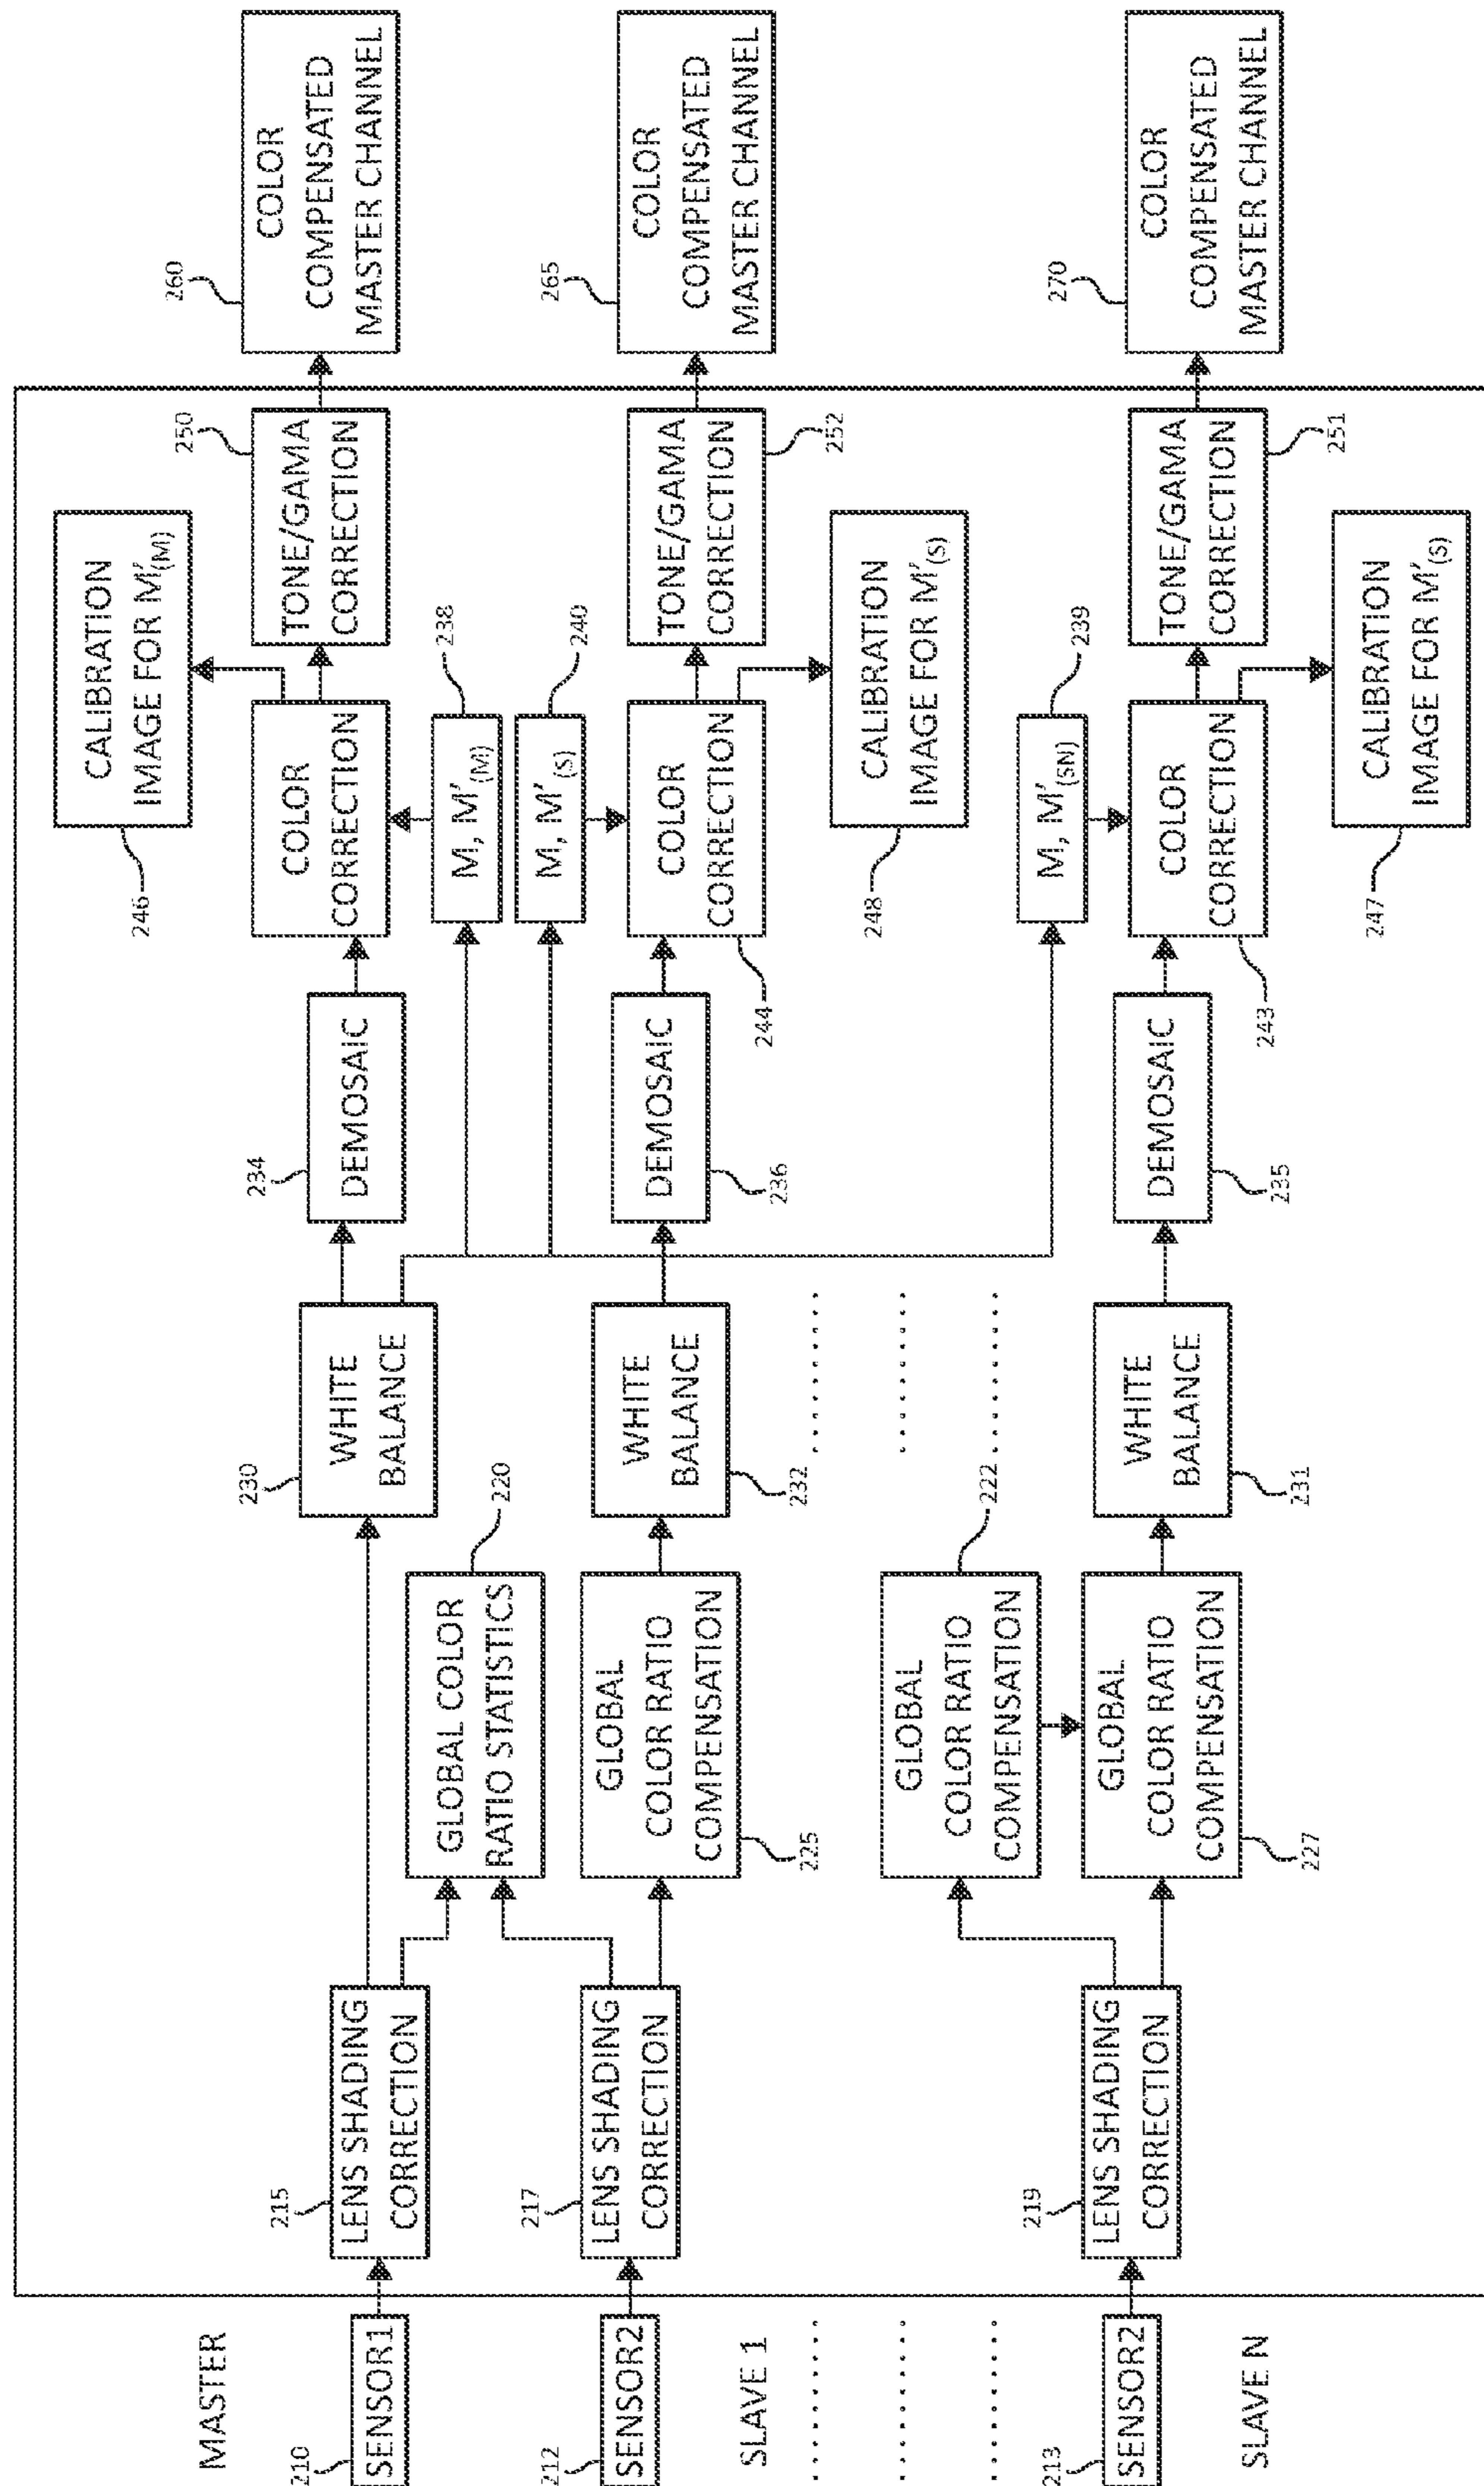 MASTER
210
SENSOR1
215
LENS SHADING
CORRECTION
230
WHITE
BALANCE
234
DEMOSAIC
COLOR
CORRECTION
246
CALIBRATION
IMAGE FOR M'(M)
250
TONE/GAMA
CORRECTION
260
COLOR
COMPENSATED
MASTER CHANNEL
220
GLOBAL COLOR
RATIO STATISTICS
M, M'(M)
238
M, M'(S)
240
212
SENSOR2
SLAVE 1
217
LENS SHADING
CORRECTION
GLOBAL
COLOR RATIO
COMPENSATION
225
WHITE
BALANCE
232
DEMOSAIC
236
COLOR
CORRECTION
244
CALIBRATION
IMAGE FOR M'(S)
248
TONE/GAMA
CORRECTION
252
265
COLOR
COMPENSATED
MASTER CHANNEL
222
GLOBAL
COLOR RATIO
COMPENSATION
M, M'(SN)
239
213
SENSOR2
SLAVE N
219
LENS SHADING
CORRECTION
GLOBAL
COLOR RATIO
COMPENSATION
227
WHITE
BALANCE
231
DEMOSAIC
235
COLOR
CORRECTION
243
CALIBRATION
IMAGE FOR M'(S)
247
TONE/GAMA
CORRECTION
251
270
COLOR
COMPENSATED
MASTER CHANNEL